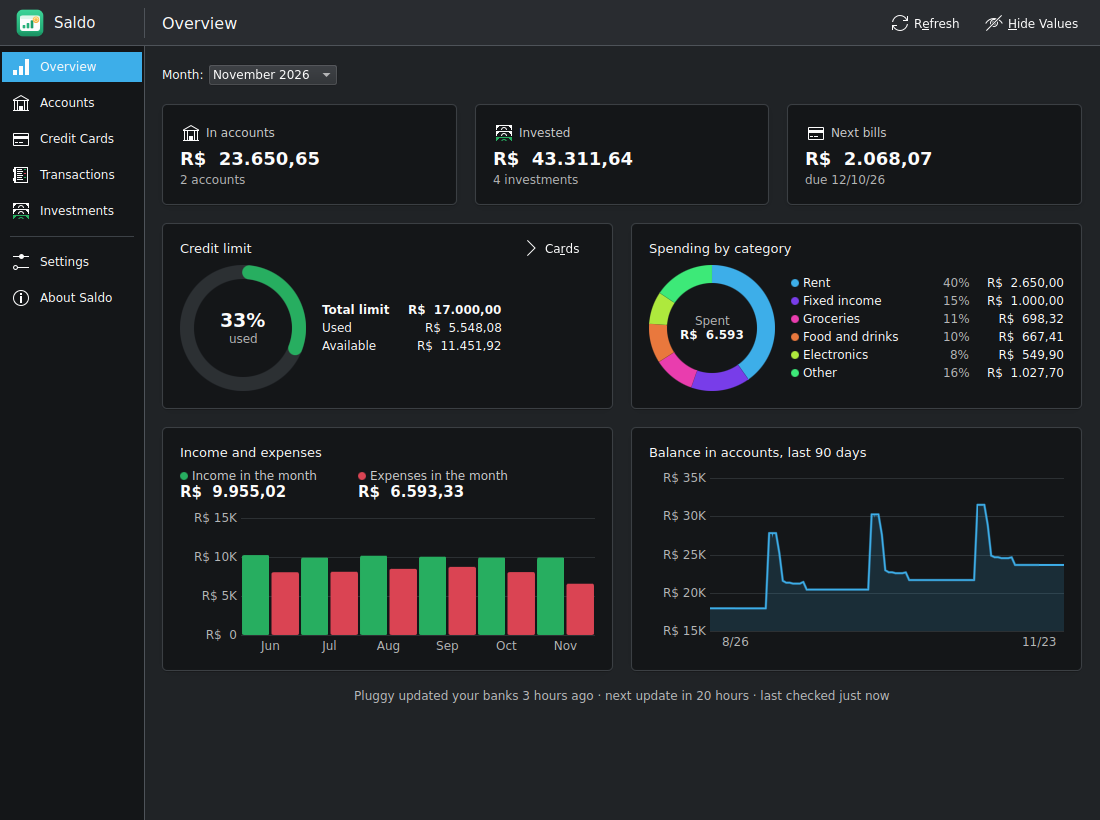 Saldo
Overview
Refresh
Hide Values
Overview
Accounts
Credit Cards
Transactions
Investments
Settings
About Saldo
Month: November 2026
In accounts
R$ 23.650,65
2 accounts
Invested
R$ 43.311,64
4 investments
Next bills
R$ 2.068,07
due 12/10/26
Credit limit
Cards
33%
used
Total limit R$ 17.000,00
Used R$ 5.548,08
Available R$ 11.451,92
Spending by category
Spent
R$ 6.593
Rent 40% R$ 2.650,00
Fixed income 15% R$ 1.000,00
Groceries 11% R$ 698,32
Food and drinks 10% R$ 667,41
Electronics 8% R$ 549,90
Other 16% R$ 1.027,70
Income and expenses
Income in the month
R$ 9.955,02
Expenses in the month
R$ 6.593,33
R$ 15K
R$ 10K
R$ 5K
R$ 0
Jun Jul Aug Sep Oct Nov
Balance in accounts, last 90 days
R$ 35K
R$ 30K
R$ 25K
R$ 20K
R$ 15K
8/26 11/23
Pluggy updated your banks 3 hours ago · next update in 20 hours · last checked just now